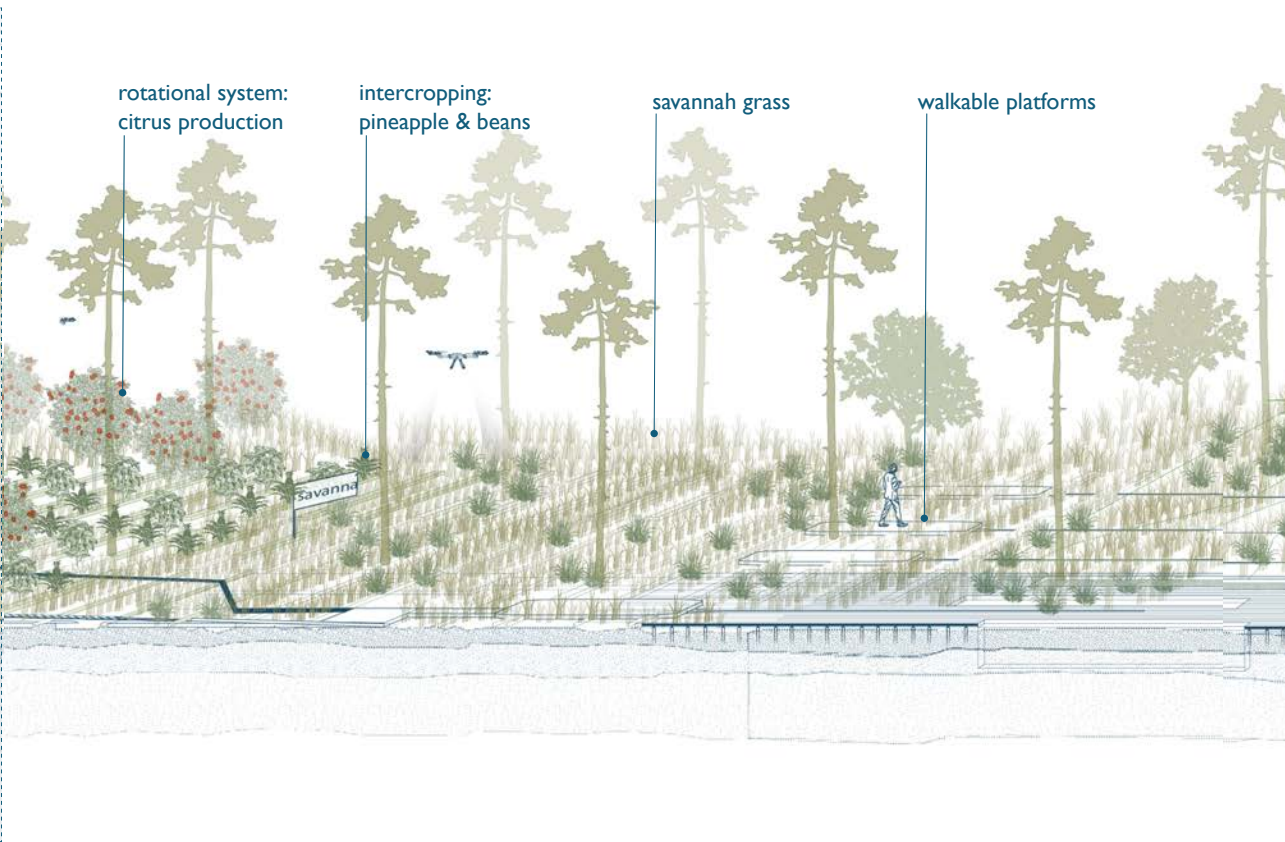 rotational system:
citrus production
intercropping:
pineapple & beans
savannah grass
walkable platforms
savanna